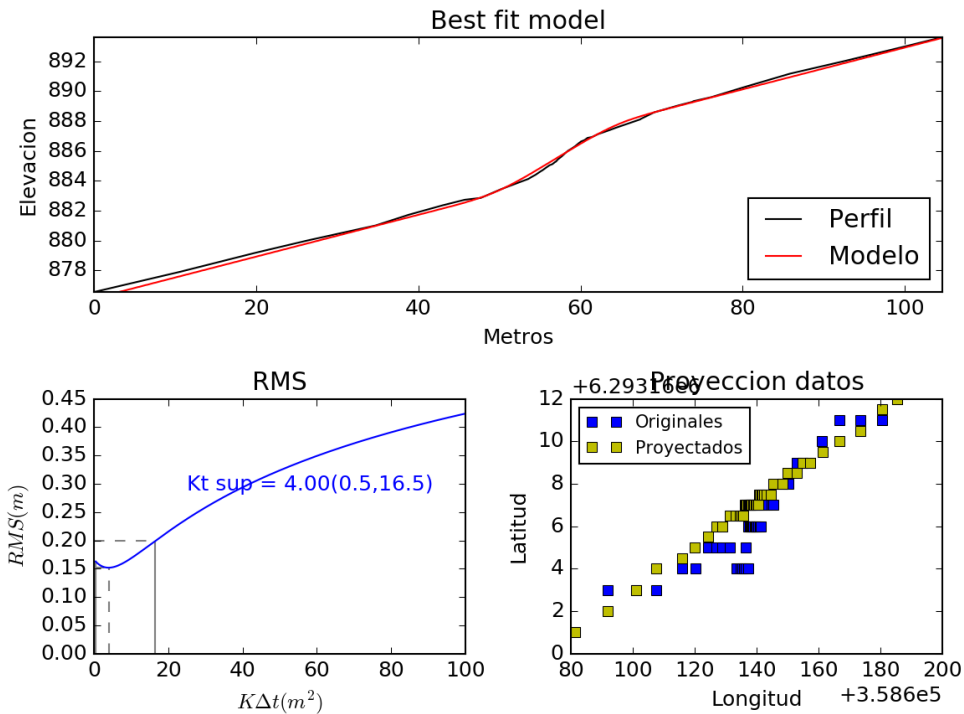 Best fit model
Elevacion
892
890
888
886
884
882
880
878
Perfil
Modelo
0 20 40 60 80 100
Metros
RMS
RMS(m)
0.45
0.40
0.35
0.30
0.25
0.20
0.15
0.10
0.05
0.00
Kt sup = 4.00(0.5,16.5)
0 20 40 60 80 100
KΔt(m²)
Proyeccion datos
+6.29316e6
Latitud
12
10
8
6
4
2
0
Originales
Proyectados
80 100 120 140 160 180 200
Longitud
+3.586e5